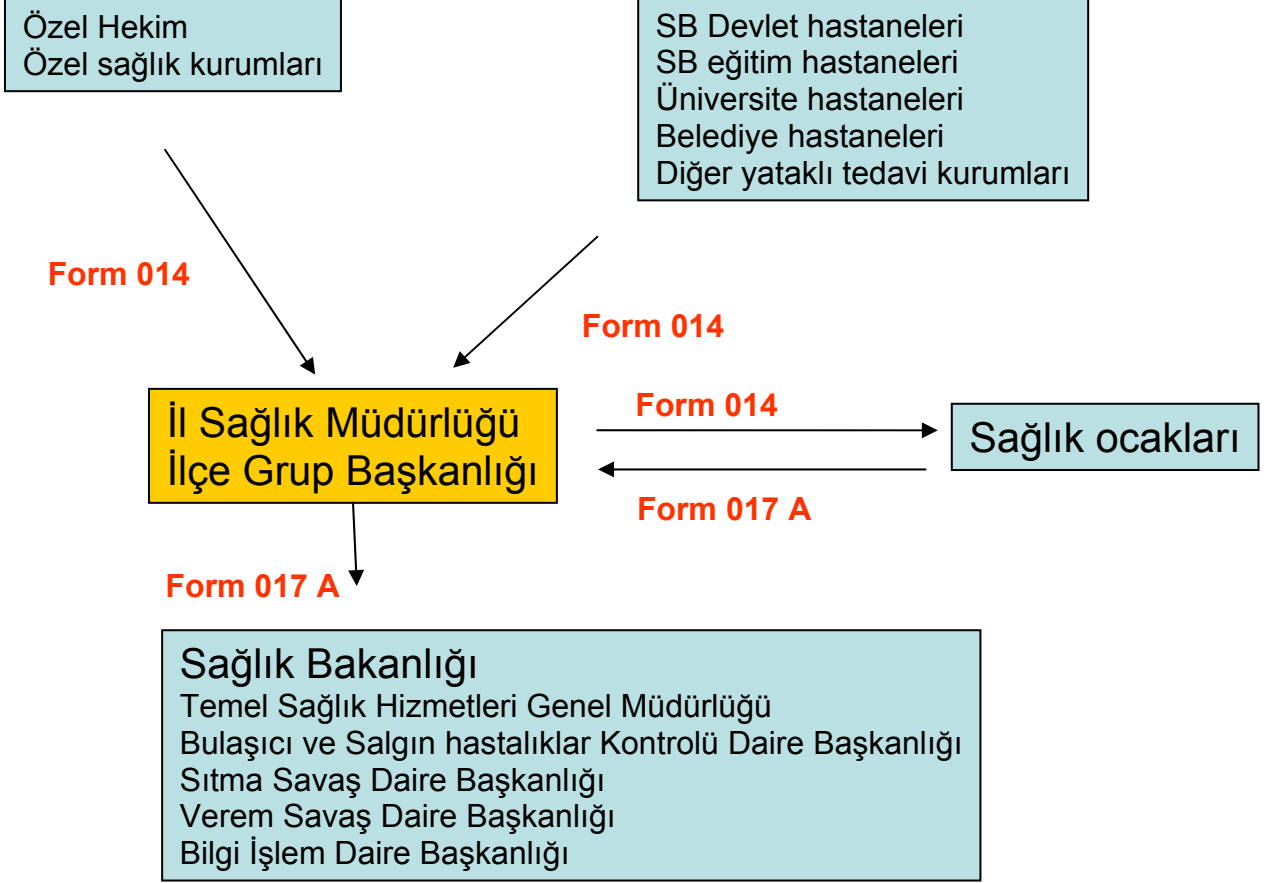 Özel Hekim
Özel sağlık kurumları
SB Devlet hastaneleri
SB eğitim hastaneleri
Üniversite hastaneleri
Belediye hastaneleri
Diğer yataklı tedavi kurumları
Form 014
Form 014
İl Sağlık Müdürlüğü
İlçe Grup Başkanlığı
Form 014
Sağlık ocakları
Form 017 A
Form 017 A
Sağlık Bakanlığı
Temel Sağlık Hizmetleri Genel Müdürlüğü
Bulaşıcı ve Salgın hastalıklar Kontrolü Daire Başkanlığı
Sıtma Savaş Daire Başkanlığı
Verem Savaş Daire Başkanlığı
Bilgi İşlem Daire Başkanlığı